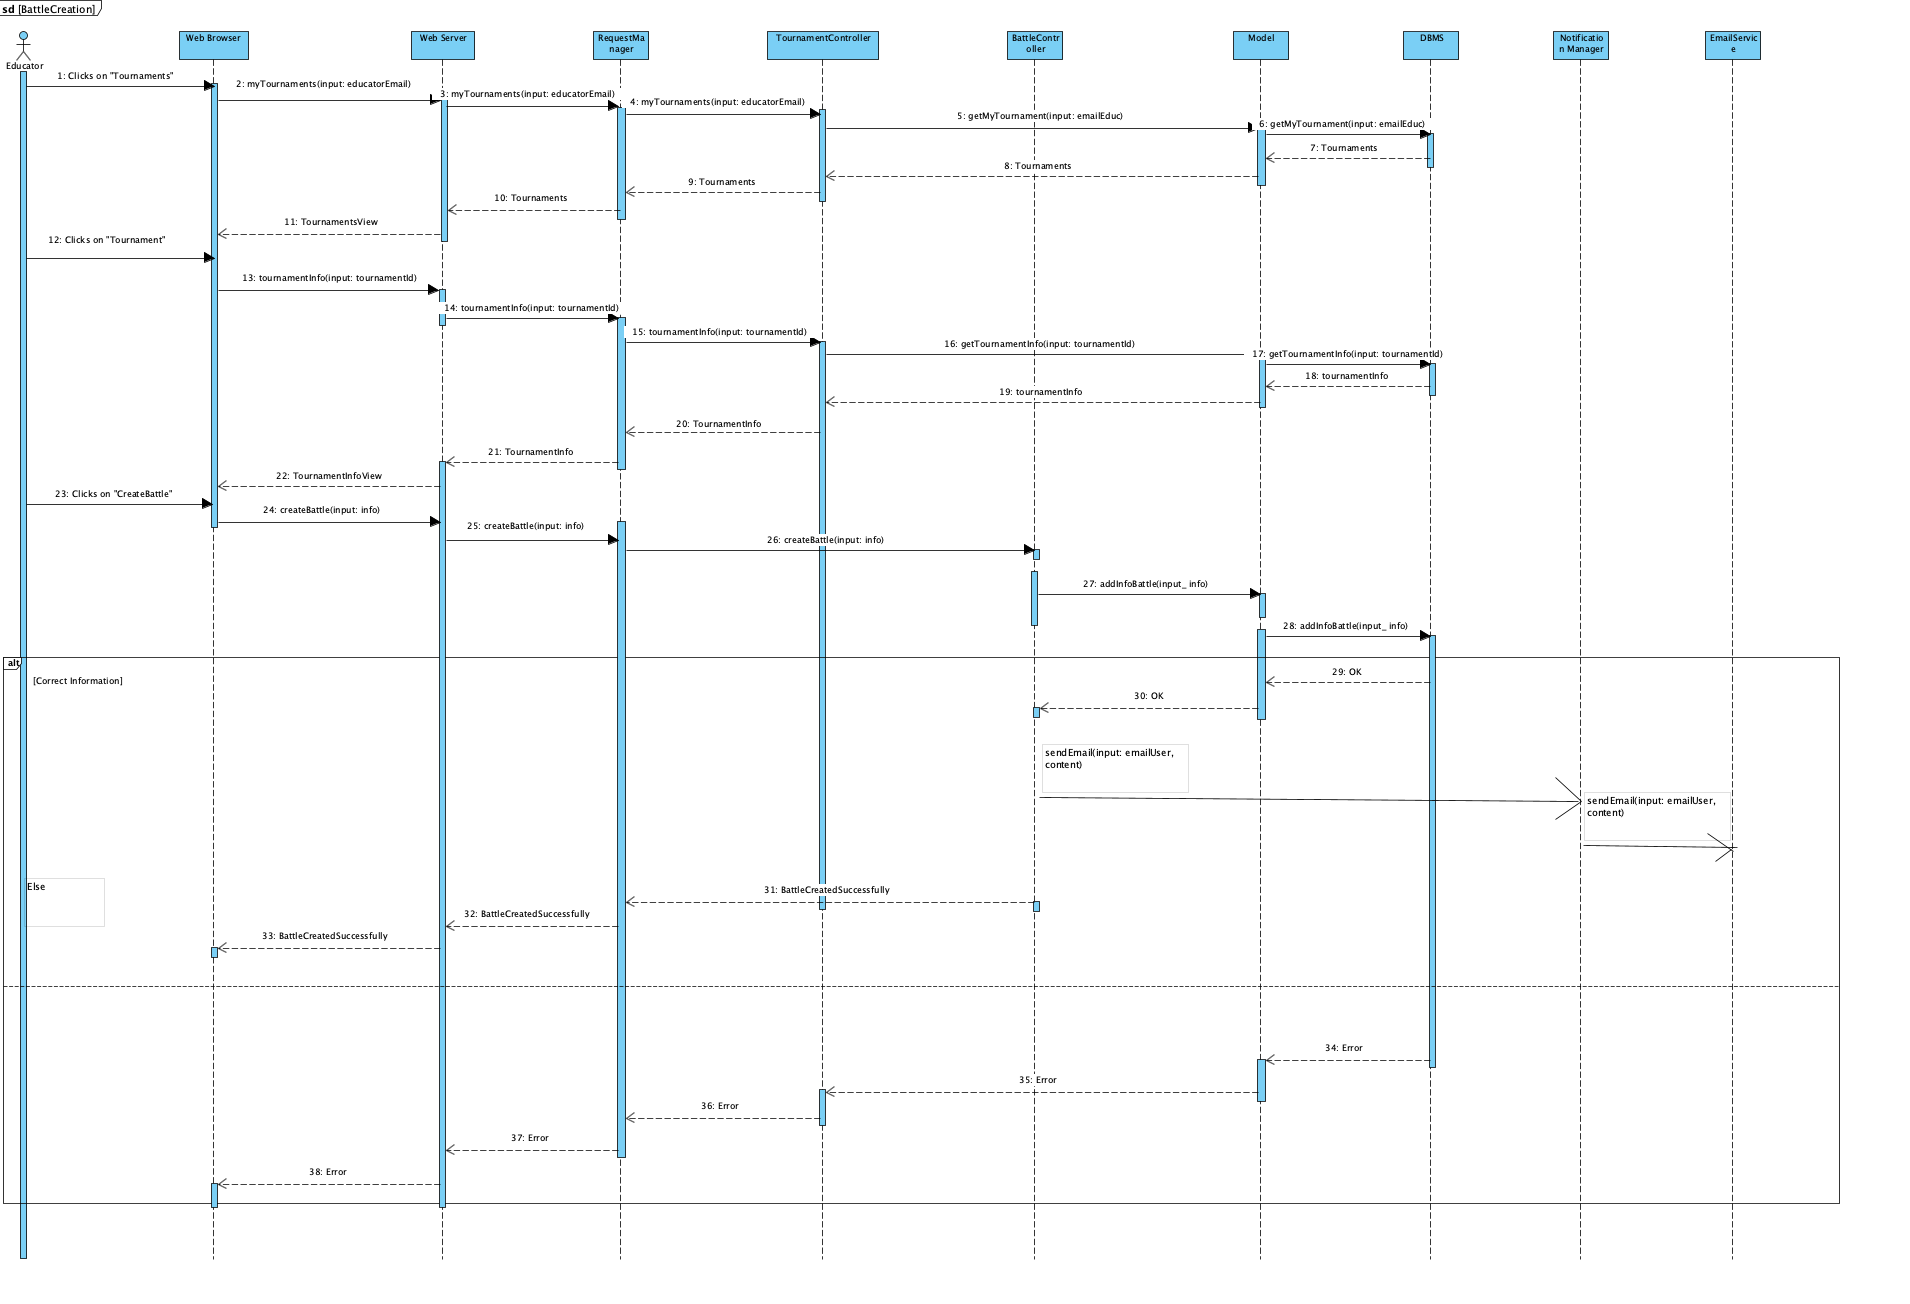 sd [BattleCreation]
Educator
Web Browser
Web Server
RequestMa
nager
TournamentController
BattleContr
oller
Model
DBMS
Notificatio
n Manager
EmailServic
e
1: Clicks on "Tournaments"
2: myTournaments(input: educatorEmail)
3: myTournaments(input: educatorEmail)
4: myTournaments(input: educatorEmail)
5: getMyTournament(input: emailEduc)
6: getMyTournament(input: emailEduc)
7: Tournaments
8: Tournaments
9: Tournaments
10: Tournaments
11: TournamentsView
12: Clicks on "Tournament"
13: tournamentInfo(input: tournamentId)
14: tournamentInfo(input: tournamentId)
15: tournamentInfo(input: tournamentId)
16: getTournamentInfo(input: tournamentId)
17: getTournamentInfo(input: tournamentId)
18: tournamentInfo
19: tournamentInfo
20: TournamentInfo
21: TournamentInfo
22: TournamentInfoView
23: Clicks on "CreateBattle"
24: createBattle(input: info)
25: createBattle(input: info)
26: createBattle(input: info)
27: addInfoBattle(input_ info)
28: addInfoBattle(input_ info)
alt
[Correct Information]
29: OK
30: OK
sendEmail(input: emailUser,
content)
sendEmail(input: emailUser,
content)
Else
31: BattleCreatedSuccessfully
32: BattleCreatedSuccessfully
33: BattleCreatedSuccessfully
34: Error
35: Error
36: Error
37: Error
38: Error